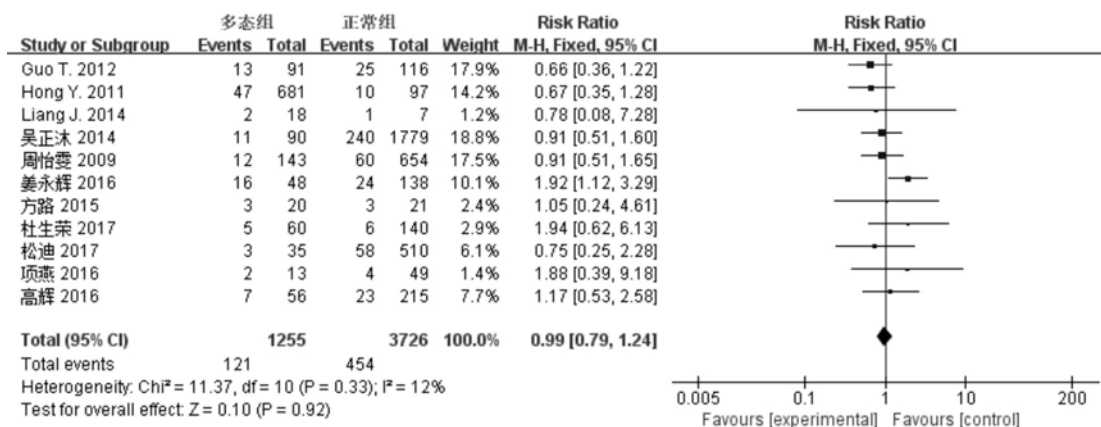 多态组 正常组 Risk Ratio Risk Ratio
Study or Subgroup Events Total Events Total Weight M-H, Fixed, 95% CI M-H, Fixed, 95% CI
Guo T. 2012 13 91 25 116 17.9% 0.66 [0.36, 1.22]
Hong Y. 2011 47 681 10 97 14.2% 0.67 [0.35, 1.28]
Liang J. 2014 2 18 1 7 1.2% 0.78 [0.08, 7.28]
吴正沐 2014 11 90 240 1779 18.8% 0.91 [0.51, 1.60]
周怡雯 2009 12 143 60 654 17.5% 0.91 [0.51, 1.65]
姜永辉 2016 16 48 24 138 10.1% 1.92 [1.12, 3.29]
方路 2015 3 20 3 21 2.4% 1.05 [0.24, 4.61]
杜生荣 2017 5 60 6 140 2.9% 1.94 [0.62, 6.13]
松迪 2017 3 35 58 510 6.1% 0.75 [0.25, 2.28]
项燕 2016 2 13 4 49 1.4% 1.88 [0.39, 9.18]
高辉 2016 7 56 23 215 7.7% 1.17 [0.53, 2.58]
Total (95% CI) 1255 3726 100.0% 0.99 [0.79, 1.24]
Total events 121 454
Heterogeneity: Chi² = 11.37, df = 10 (P = 0.33); I² = 12%
Test for overall effect: Z = 0.10 (P = 0.92)
0.005 0.1 1 10 200
Favours [experimental] Favours [control]